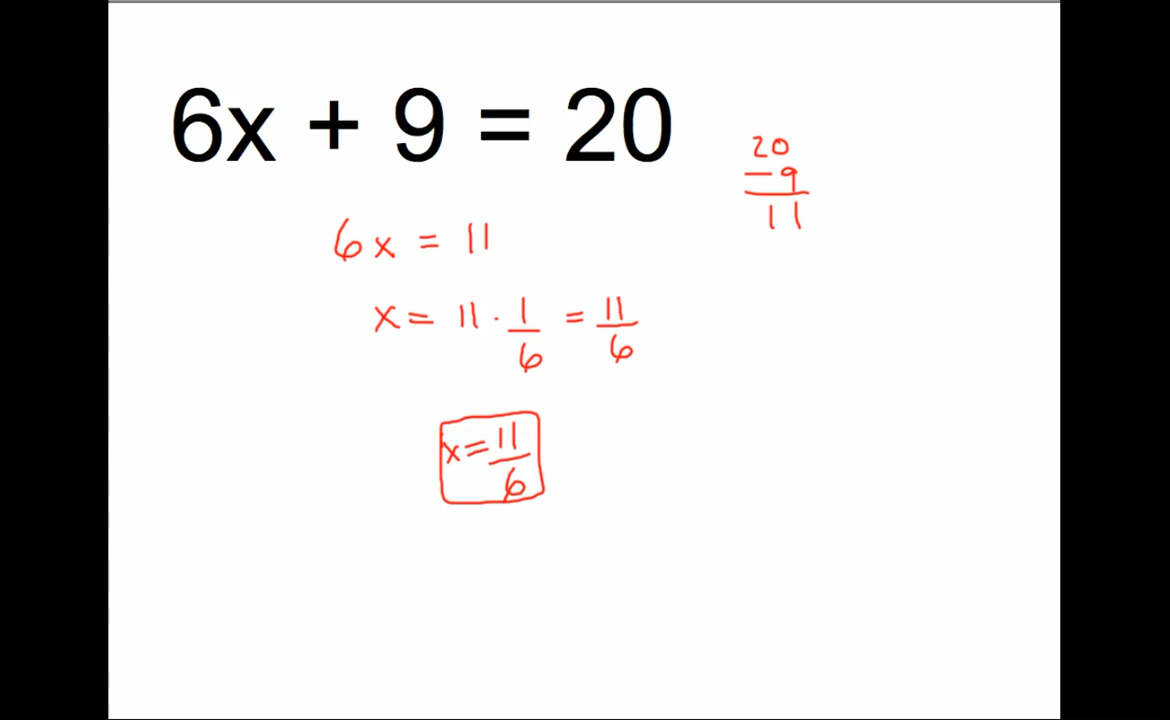 6x + 9 = 20
20
- 9
11
6x = 11
x = 11 · 1/6 = 11/6
x = 11/6